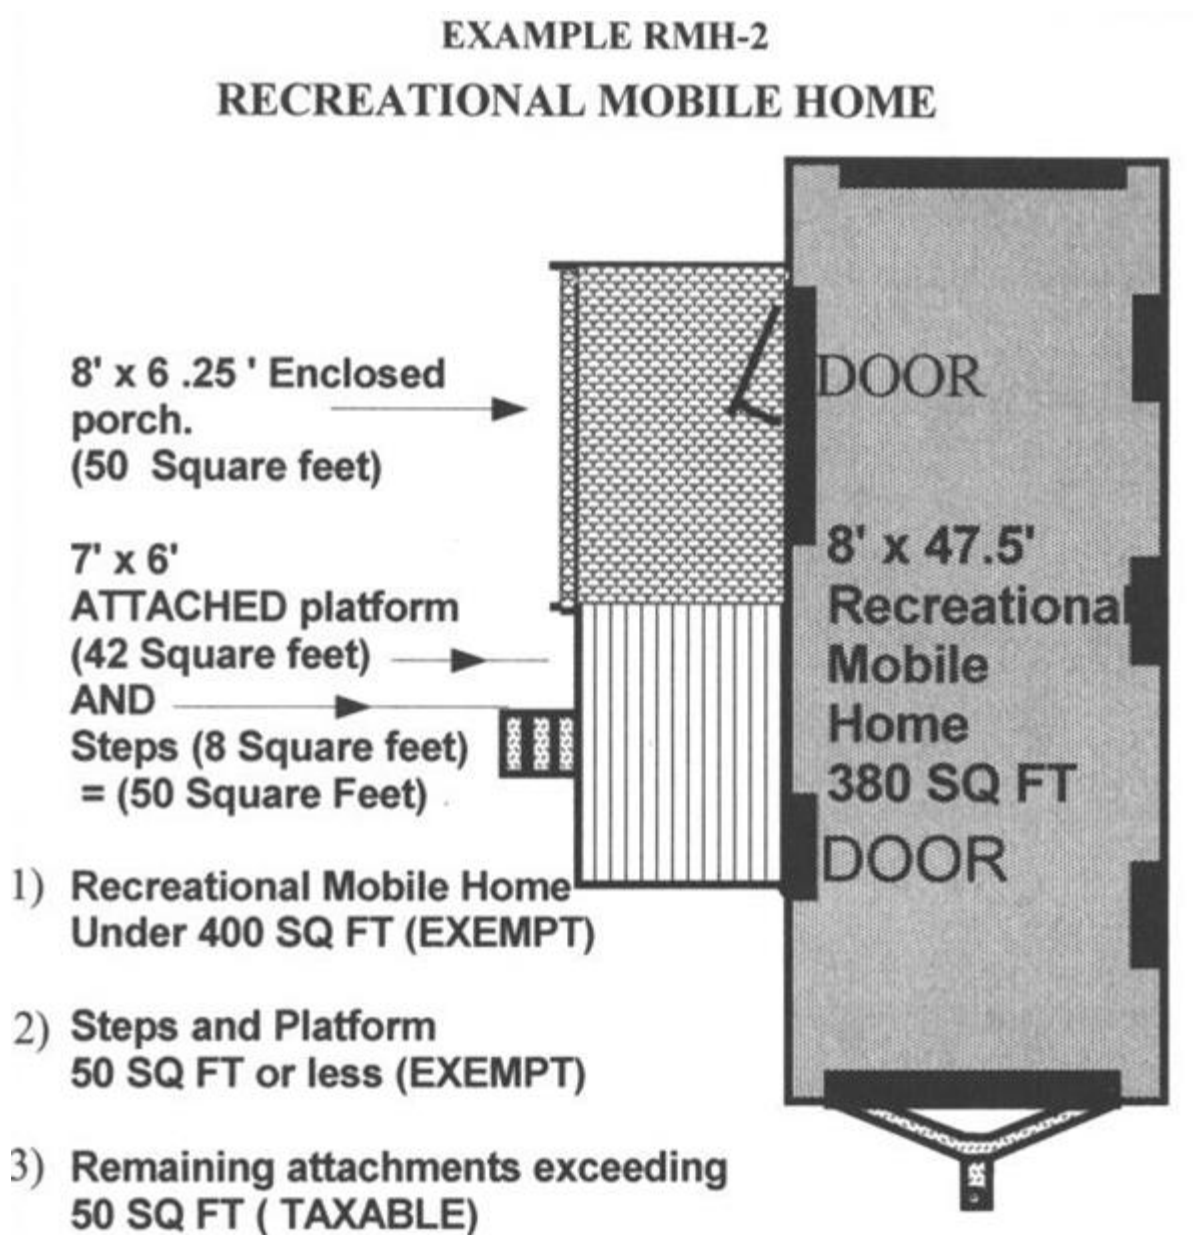 EXAMPLE RMH-2
RECREATIONAL MOBILE HOME
8' x 6 .25 ' Enclosed
porch.
(50 Square feet)
7' x 6'
ATTACHED platform
(42 Square feet)
AND
Steps (8 Square feet)
= (50 Square Feet)
DOOR
8' x 47.5'
Recreational
Mobile
Home
380 SQ FT
DOOR
1) Recreational Mobile Home
Under 400 SQ FT (EXEMPT)
2) Steps and Platform
50 SQ FT or less (EXEMPT)
3) Remaining attachments exceeding
50 SQ FT ( TAXABLE)